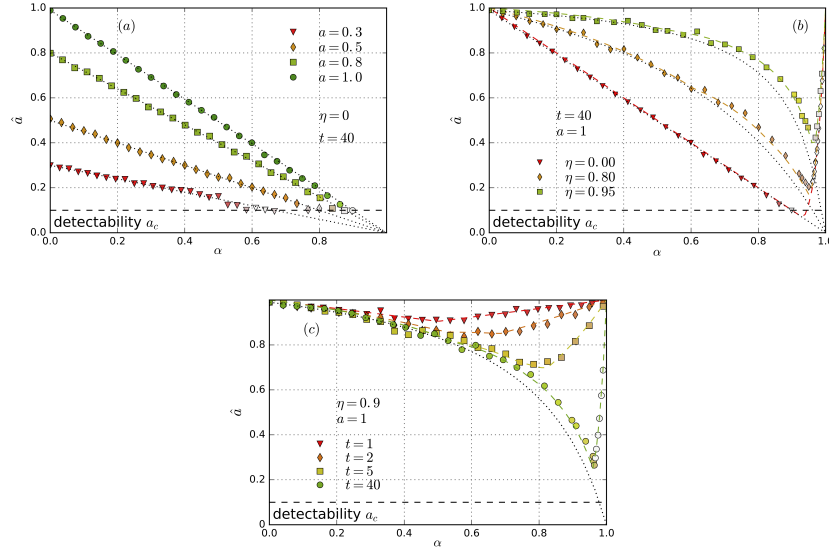 (a)
a = 0.3
a = 0.5
a = 0.8
a = 1.0
η = 0
t = 40
detectability a_c
1.0
0.8
0.6
0.4
0.2
0.0
â
0.0 0.2 0.4 0.6 0.8
α
(b)
t = 40
a = 1
η = 0.00
η = 0.80
η = 0.95
detectability a_c
1.0
0.8
0.6
0.4
0.2
0.0
â
0.0 0.2 0.4 0.6 0.8 1.0
α
(c)
η = 0.9
a = 1
t = 1
t = 2
t = 5
t = 40
detectability a_c
0.8
0.6
0.4
0.2
0
â
0.0 0.2 0.4 0.6 0.8 1.0
α